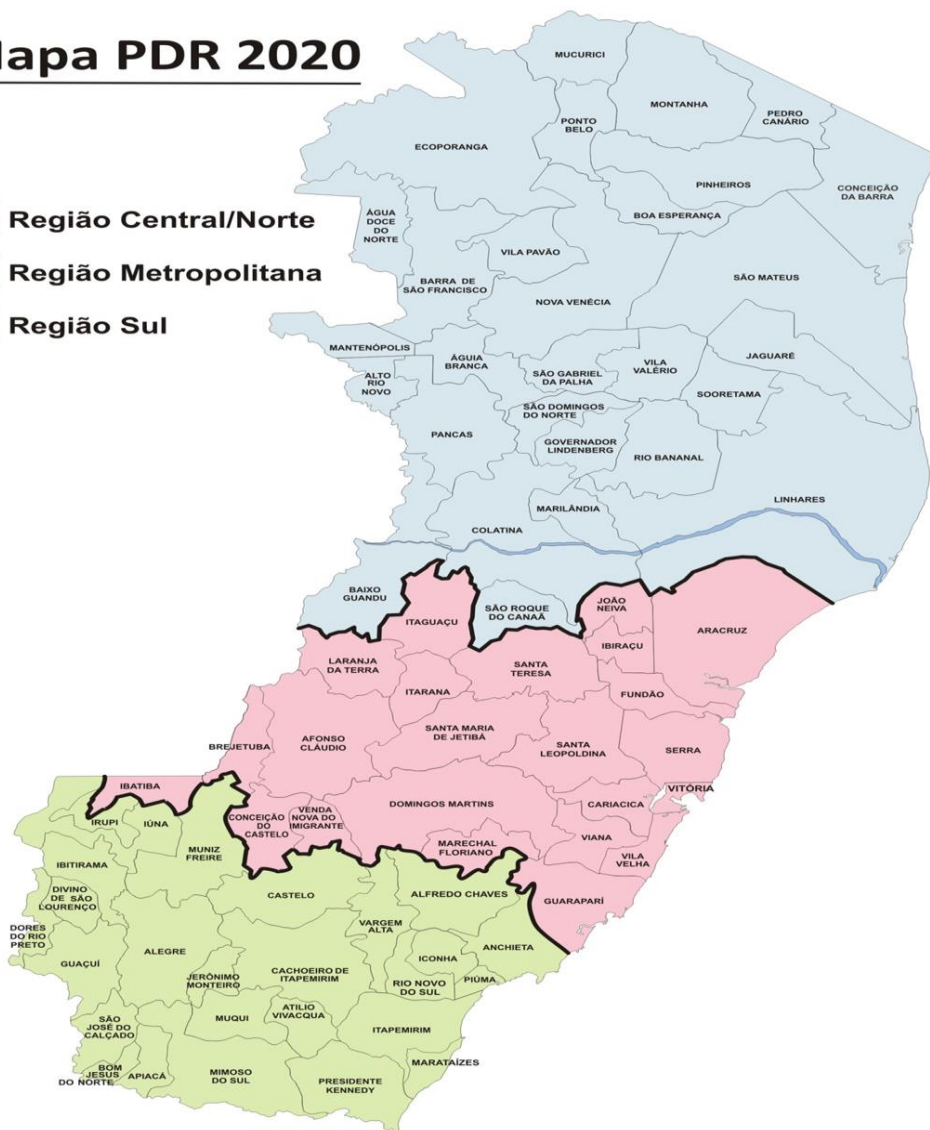 lapa PDR 2020
Região Central/Norte
Região Metropolitana
Região Sul
MUCURICI
MONTANHA
PEDRO
CANÁRIO
PONTO
BELO
ECOPORANGA
PINHEIROS
CONCEIÇÃO
DA BARRA
ÁGUA
DOCE
DO
NORTE
BOA ESPERANÇA
VILA PAVÃO
BARRA DE
SÃO FRANCISCO
SÃO MATEUS
NOVA VENÉCIA
MANTENÓPOLIS
ÁGUIA
BRANCA
JAGUARÉ
ALTO
RIO
NOVO
SÃO GABRIEL
DA PALHA
VILA
VALÉRIO
SOORETAMA
SÃO DOMINGOS
DO NORTE
PANCAS
GOVERNADOR
LINDENBERG
RIO BANANAL
LINHARES
MARILÂNDIA
COLATINA
BAIXO
GUANDU
SÃO ROQUE
DO CANAÃ
JOÃO
NEIVA
ITAGUAÇU
ARACRUZ
IBIRAÇU
LARANJA
DA TERRA
SANTA
TERESA
ITARANA
FUNDÃO
SANTA MARIA
DE JETIBÁ
AFONSO
CLÁUDIO
BREJETUBA
SANTA
LEOPOLDINA
SERRA
IBATIBA
VITÓRIA
DOMINGOS MARTINS
CARIACICA
CONCEIÇÃO
DO
CASTELO
VENDA
NOVA DO
IMIGRANTE
IRUPI
IÚNA
VIANA
MARECHAL
FLORIANO
MUNIZ
FREIRE
VILA
VELHA
IBITIRAMA
CASTELO
ALFREDO CHAVES
GUARAPARÍ
DIVINO
DE SÃO
LOURENÇO
DORES
DO RIO
PRETO
VARGEM
ALTA
ANCHIETA
ALEGRE
ICONHA
GUAÇUÍ
JERÔNIMO
MONTEIRO
CACHOEIRO DE
ITAPEMIRIM
RIO NOVO
DO SUL
PIÚMA
SÃO
JOSÉ DO
CALÇADO
MUQUI
ATILIO
VIVACQUA
ITAPEMIRIM
MARATAÍZES
BOM
JESUS
DO NORTE
APIACÁ
MIMOSO
DO SUL
PRESIDENTE
KENNEDY